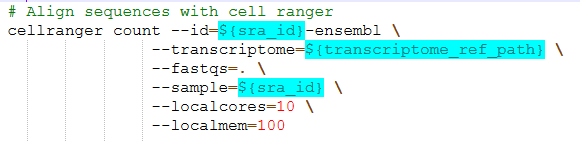 # Align sequences with cell ranger
cellranger count --id=${sra_id}-ensembl \
--transcriptome=${transcriptome_ref_path} \
--fastqs=. \
--sample=${sra_id} \
--localcores=10 \
--localmem=100